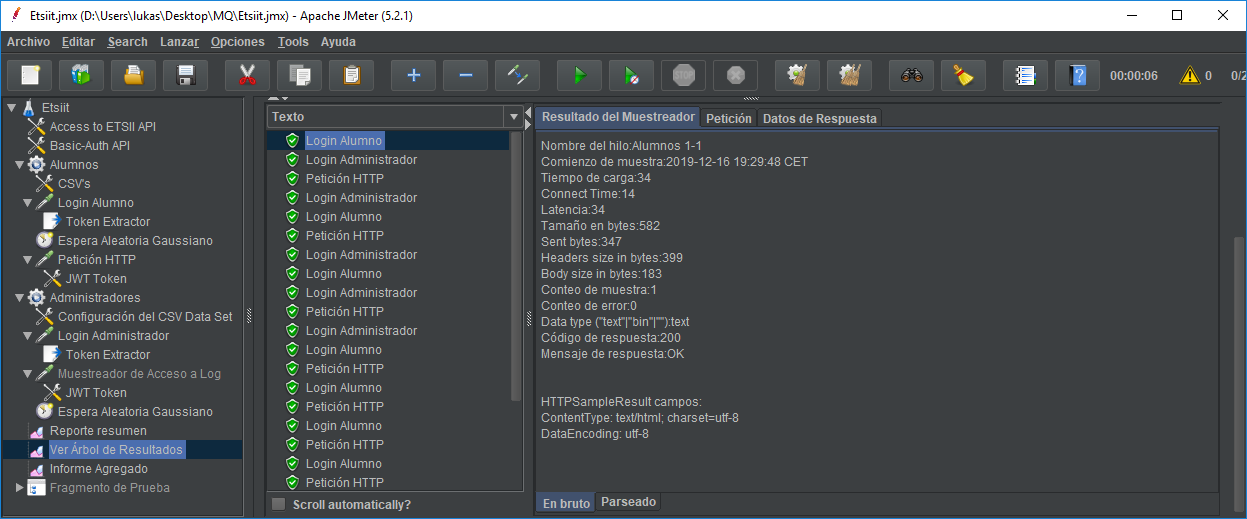 Etsiit.jmx (D:\Users\lukas\Desktop\MQ\Etsiit.jmx) - Apache JMeter (5.2.1)
Archivo Editar Search Lanzar Opciones Tools Ayuda
STOP
00:00:06
0
0/2
Etsiit
Access to ETSII API
Basic-Auth API
Alumnos
CSV's
Login Alumno
Token Extractor
Espera Aleatoria Gaussiano
Petición HTTP
JWT Token
Administradores
Configuración del CSV Data Set
Login Administrador
Token Extractor
Muestreador de Acceso a Log
JWT Token
Espera Aleatoria Gaussiano
Reporte resumen
Ver Árbol de Resultados
Informe Agregado
Fragmento de Prueba
Texto
Login Alumno
Login Administrador
Petición HTTP
Login Administrador
Login Alumno
Petición HTTP
Login Administrador
Login Alumno
Login Administrador
Petición HTTP
Login Administrador
Login Alumno
Petición HTTP
Login Alumno
Petición HTTP
Login Alumno
Petición HTTP
Login Alumno
Petición HTTP
Scroll automatically?
Resultado del Muestreador Petición Datos de Respuesta
Nombre del hilo:Alumnos 1-1
Comienzo de muestra:2019-12-16 19:29:48 CET
Tiempo de carga:34
Connect Time:14
Latencia:34
Tamaño en bytes:582
Sent bytes:347
Headers size in bytes:399
Body size in bytes:183
Conteo de muestra:1
Conteo de error:0
Data type ("text"|"bin"|""):text
Código de respuesta:200
Mensaje de respuesta:OK
HTTPSampleResult campos:
ContentType: text/html; charset=utf-8
DataEncoding: utf-8
En bruto Parseado